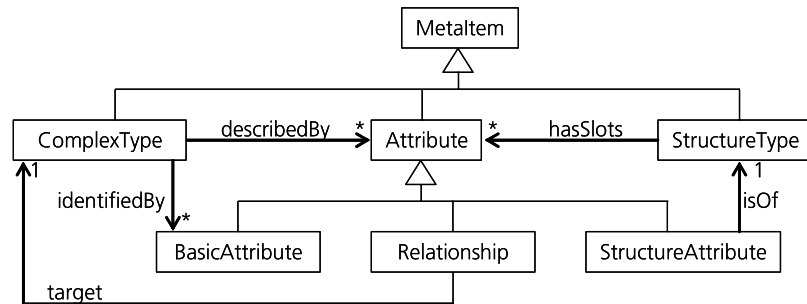 MetaItem
describedBy * * hasSlots
ComplexType Attribute StructureType
1 1
identifiedBy isOf
*
BasicAttribute Relationship StructureAttribute
target